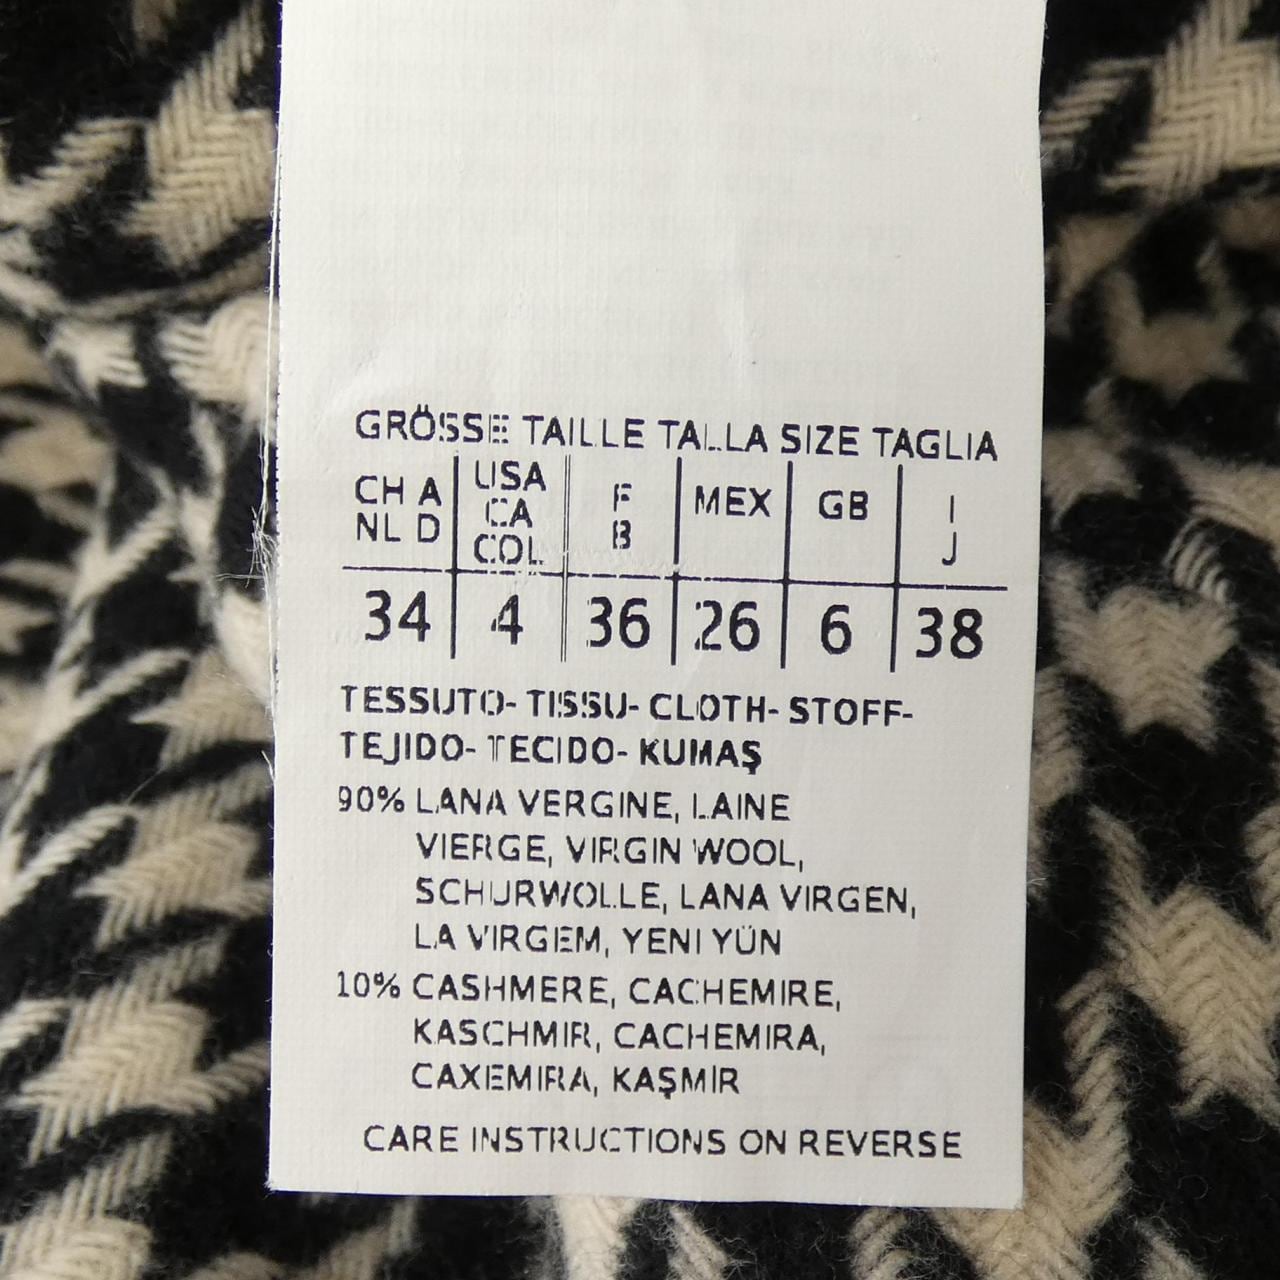 GRÖSSE TAILLE TALLA SIZE TAGLIA
CH A NL D USA CA COL F B MEX GB I J
34 4 36 26 6 38
TESSUTO- TISSU- CLOTH- STOFF-
TEJIDO- TECIDO- KUMAŞ
90% LANA VERGINE, LAINE
VIERGE, VIRGIN WOOL,
SCHURWOLLE, LANA VIRGEN,
LA VIRGEM, YENI YÜN
10% CASHMERE, CACHEMIRE,
KASCHMIR, CACHEMIRA,
CAXEMIRA, KAŞMIR
CARE INSTRUCTIONS ON REVERSE